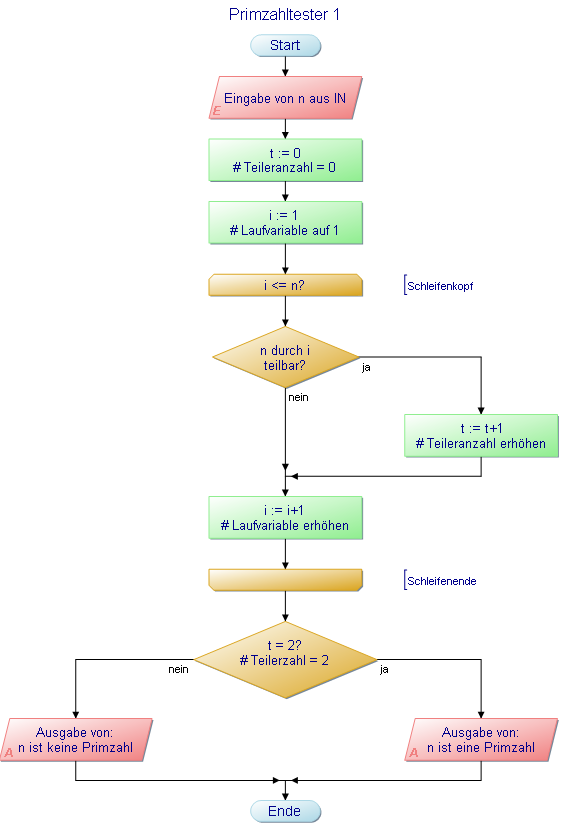 Primzahltester 1
Start
Eingabe von n aus IN
E
t := 0
# Teileranzahl = 0
i := 1
# Laufvariable auf 1
i <= n?
Schleifenkopf
n durch i
teilbar?
ja
nein
t := t+1
# Teileranzahl erhöhen
i := i+1
# Laufvariable erhöhen
Schleifenende
t = 2?
# Teilerzahl = 2
nein
ja
Ausgabe von:
n ist keine Primzahl
A
Ausgabe von:
n ist eine Primzahl
A
Ende